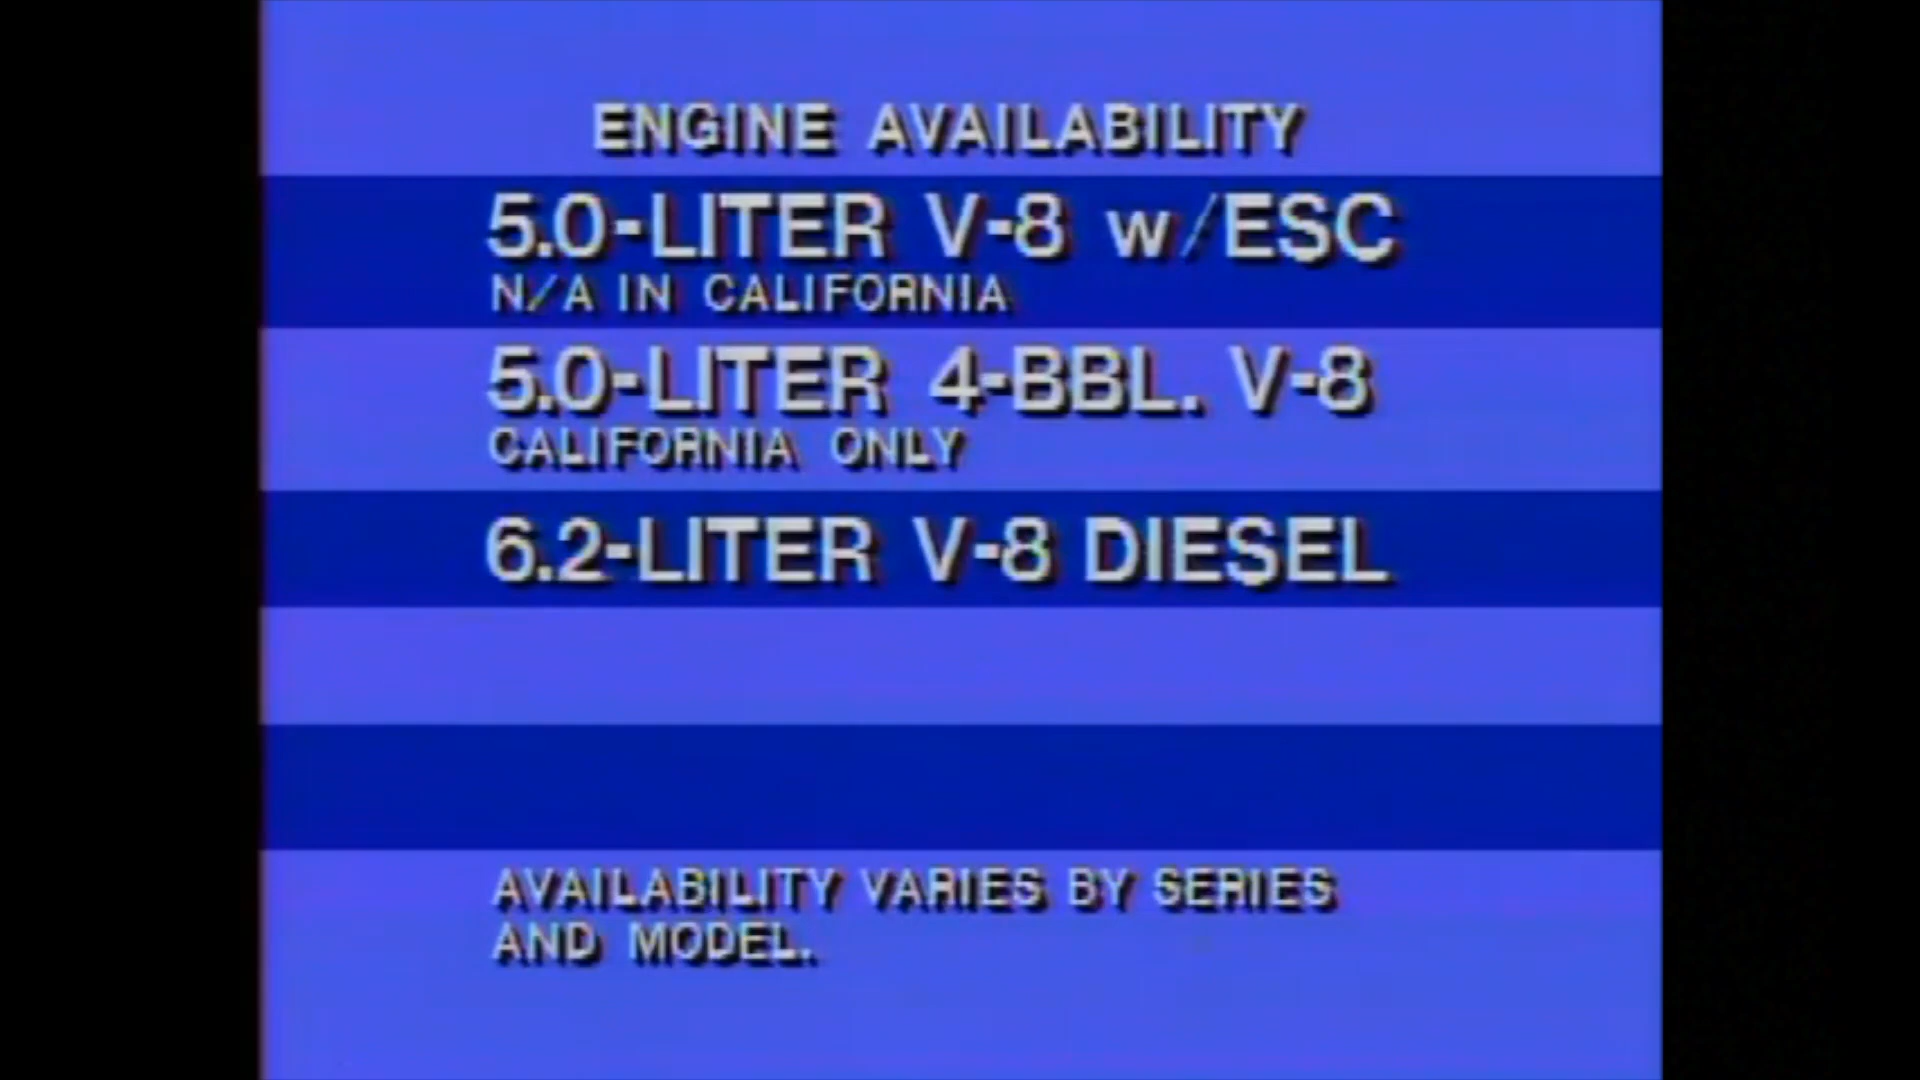 ENGINE AVAILABILITY
5.0-LITER V-8 w/ESC
N/A IN CALIFORNIA
5.0-LITER 4-BBL. V-8
CALIFORNIA ONLY
6.2-LITER V-8 DIESEL
AVAILABILITY VARIES BY SERIES
AND MODEL.